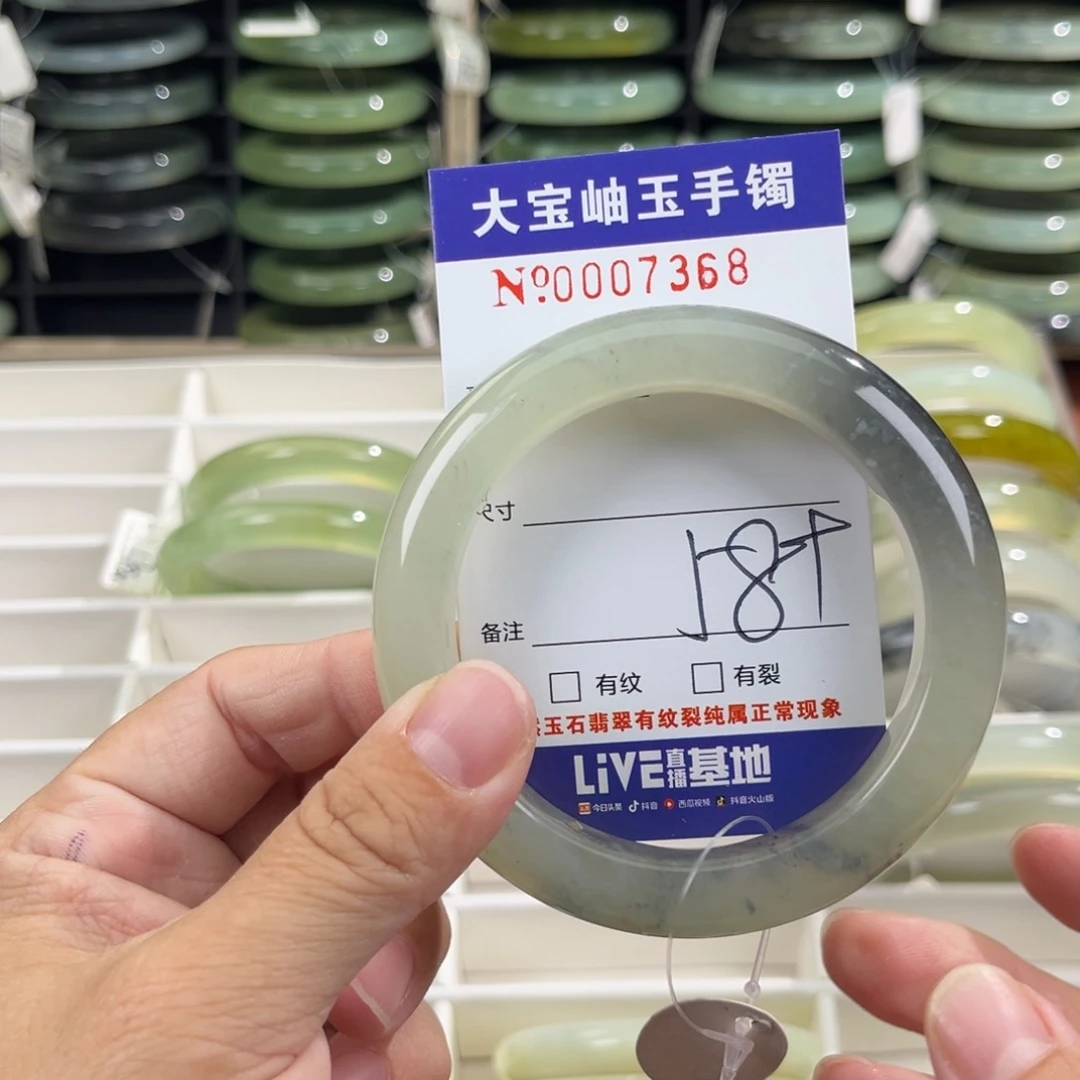 大宝岫玉手镯
№0007368
尺寸
备注
□ 有纹 □ 有裂
玉石翡翠有纹裂纯属正常现象
LiVE直播基地
今日头条 抖音 西瓜视频 抖音火山版